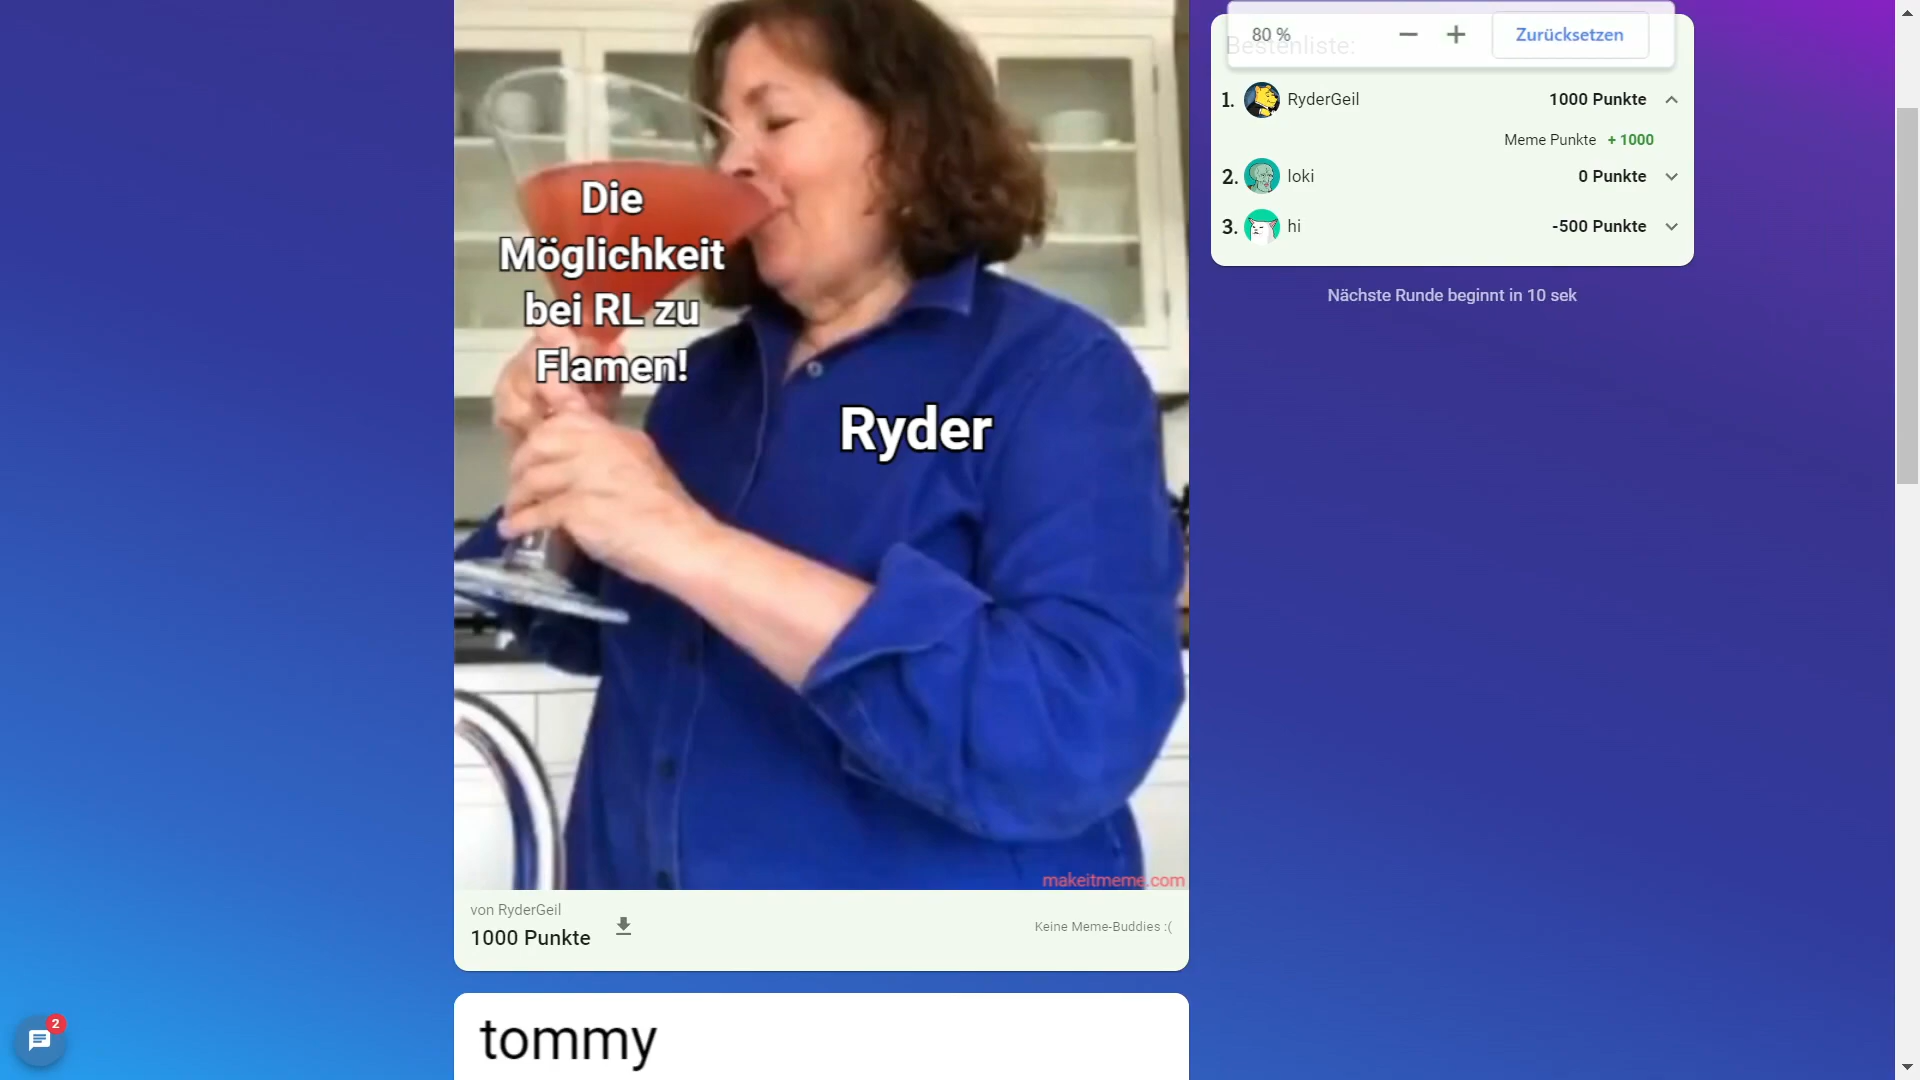 80 %
Zurücksetzen
Bestenliste:
1. RyderGeil 1000 Punkte
Meme Punkte + 1000
2. loki 0 Punkte
3. hi -500 Punkte
Nächste Runde beginnt in 10 sek
Die
Möglichkeit
bei RL zu
Flamen!
Ryder
makeitmeme.com
von RyderGeil
1000 Punkte
Keine Meme-Buddies :(
tommy
2